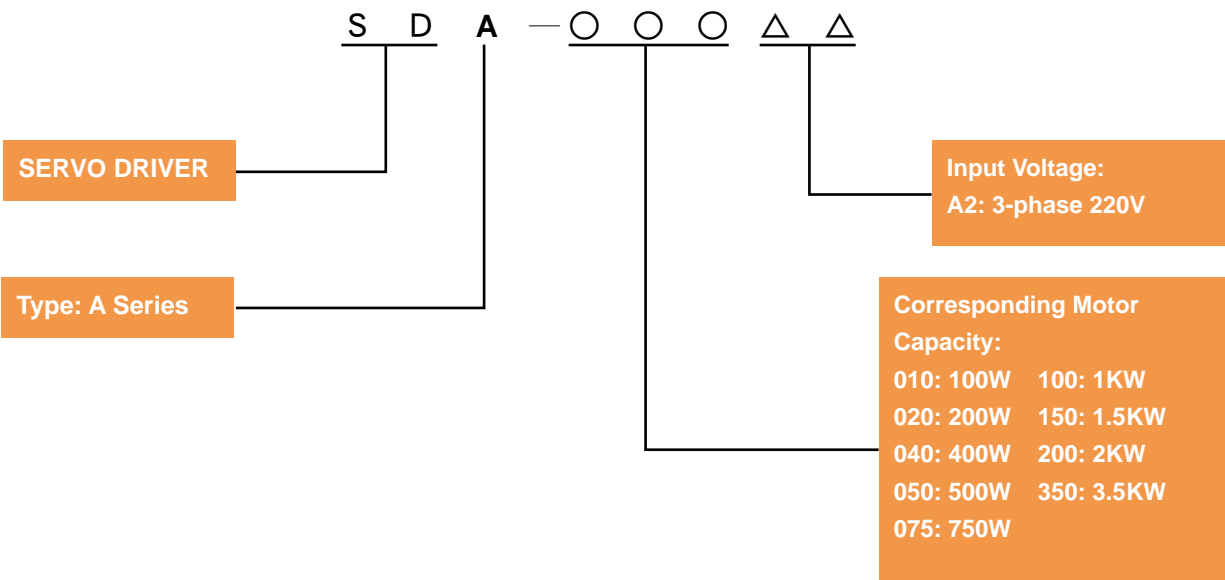 S D A — ○ ○ ○ △ △
SERVO DRIVER
Input Voltage:
A2: 3-phase 220V
Type: A Series
Corresponding Motor
Capacity:
010: 100W 100: 1KW
020: 200W 150: 1.5KW
040: 400W 200: 2KW
050: 500W 350: 3.5KW
075: 750W